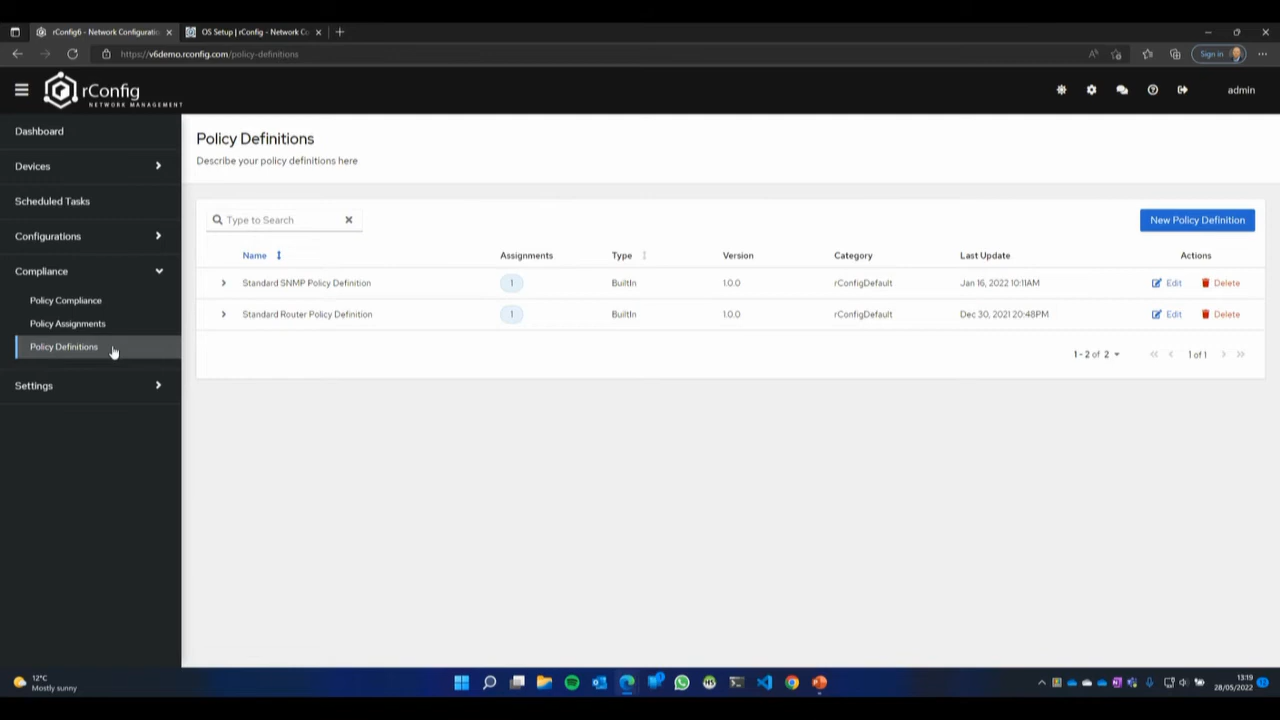 rConfig6 - Network Configuratio
OS Setup | rConfig - Network Co
https://v6demo.rconfig.com/policy-definitions
Sign in
rConfig
NETWORK MANAGEMENT
admin
Dashboard
Devices
Scheduled Tasks
Configurations
Compliance
Policy Compliance
Policy Assignments
Policy Definitions
Settings
Policy Definitions
Describe your policy definitions here
Type to Search
New Policy Definition
Name Assignments Type Version Category Last Update Actions
Standard SNMP Policy Definition 1 BuiltIn 1.0.0 rConfigDefault Jan 16, 2022 10:11AM Edit Delete
Standard Router Policy Definition 1 BuiltIn 1.0.0 rConfigDefault Dec 30, 2021 20:48PM Edit Delete
1 - 2 of 2
1 of 1
12°C
Mostly sunny
13:19
28/05/2022